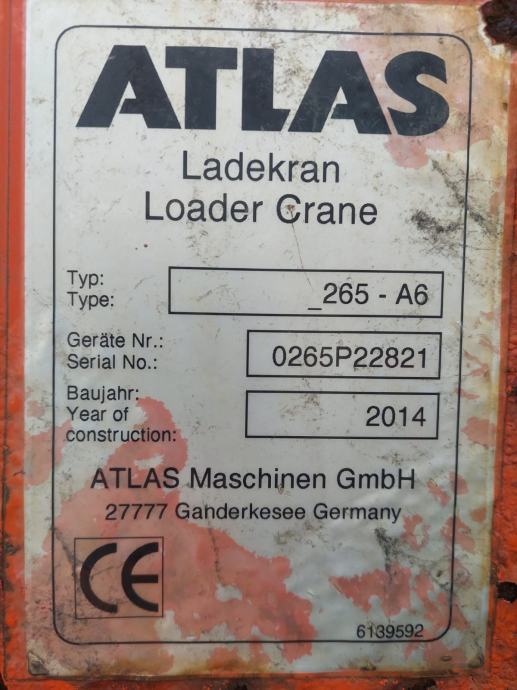 ATLAS
Ladekran
Loader Crane
Typ:
Type:
_265 - A6
Geräte Nr.:
Serial No.:
0265P22821
Baujahr:
Year of
construction:
2014
ATLAS Maschinen GmbH
27777 Ganderkesee Germany
CE
6139592